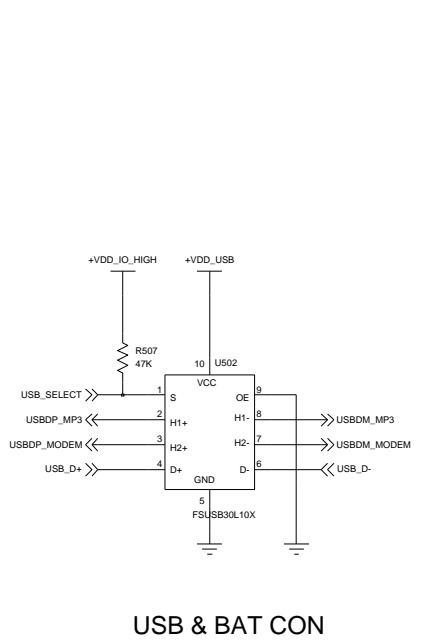 +VDD_IO_HIGH +VDD_USB
R507
47K
10 U502
VCC
USB_SELECT 1 S OE 9
USBDP_MP3 2 H1+ H1- 8 USBDM_MP3
USBDP_MODEM 3 H2+ H2- 7 USBDM_MODEM
USB_D+ 4 D+ D- 6 USB_D-
GND
5
FSUSB30L10X
USB & BAT CON